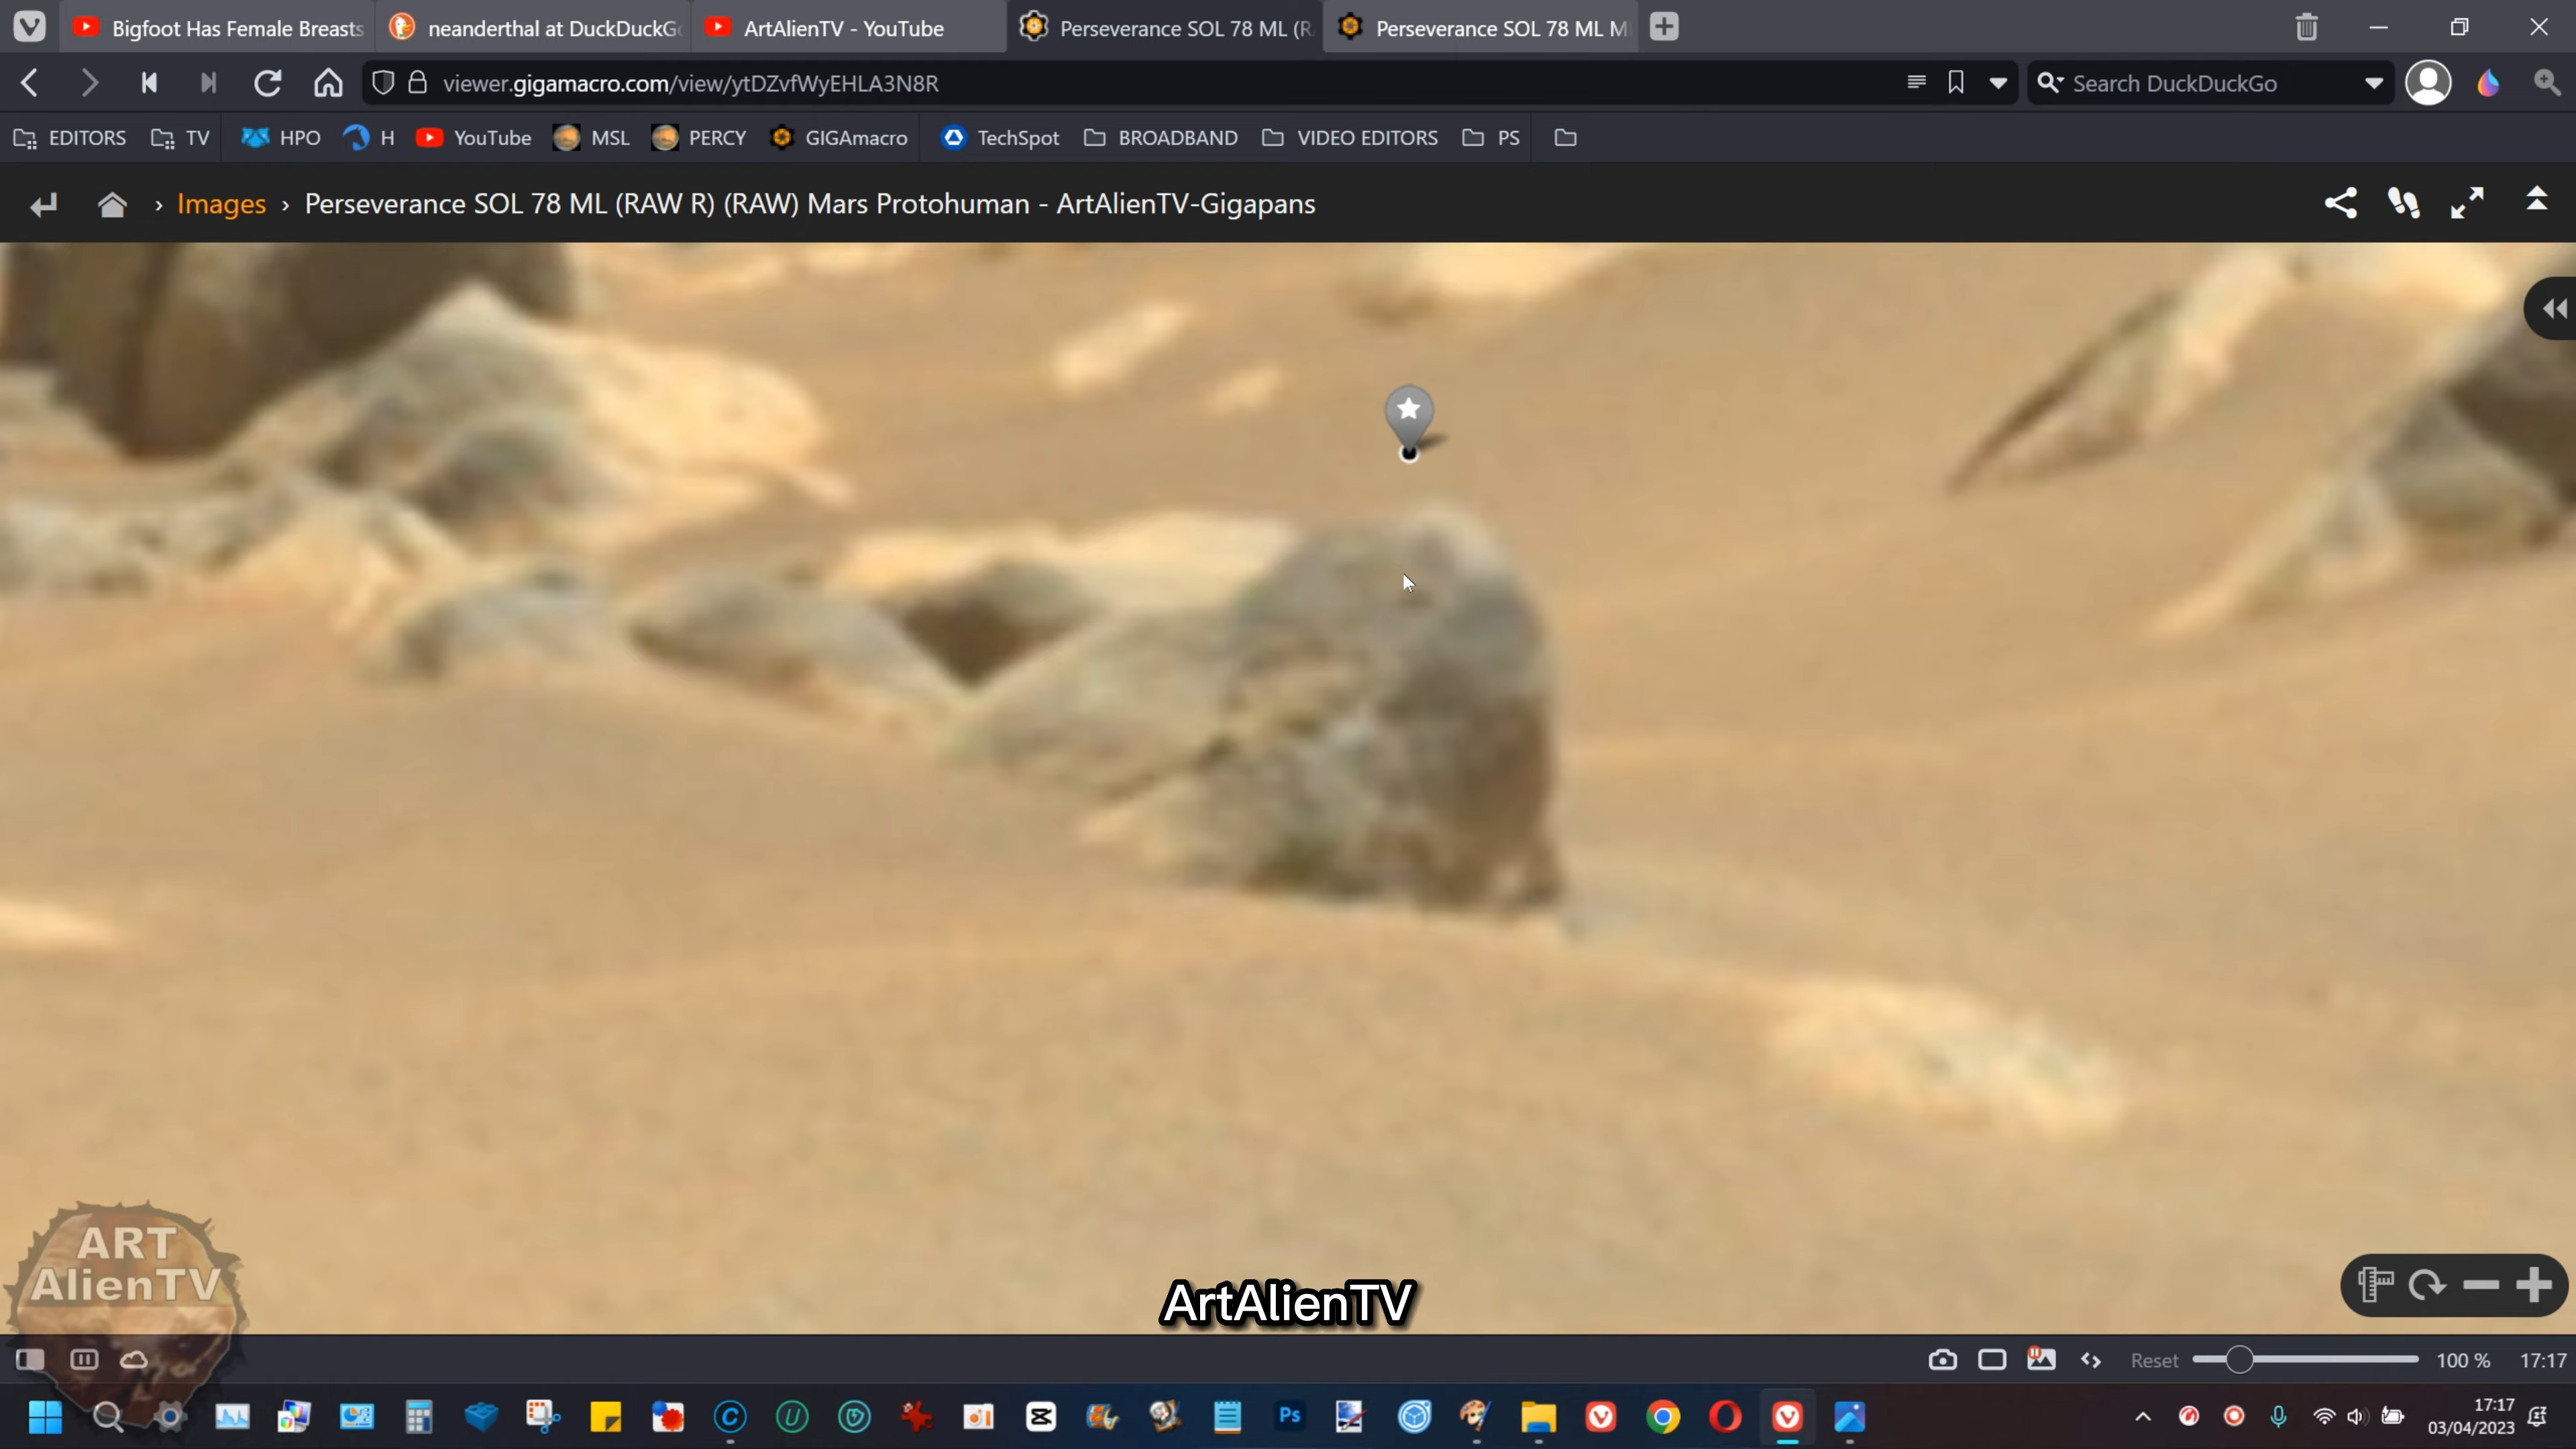 Bigfoot Has Female Breasts
neanderthal at DuckDuckG
ArtAlienTV - YouTube
Perseverance SOL 78 ML (R
Perseverance SOL 78 ML M
viewer.gigamacro.com/view/ytDZvfWyEHLA3N8R
Search DuckDuckGo
EDITORS
TV
HPO
H
YouTube
MSL
PERCY
GIGAmacro
TechSpot
BROADBAND
VIDEO EDITORS
PS
› Images › Perseverance SOL 78 ML (RAW R) (RAW) Mars Protohuman - ArtAlienTV-Gigapans
ART
AlienTV
ArtAlienTV
Reset
100 %
17:17
Ps
17:17
03/04/2023